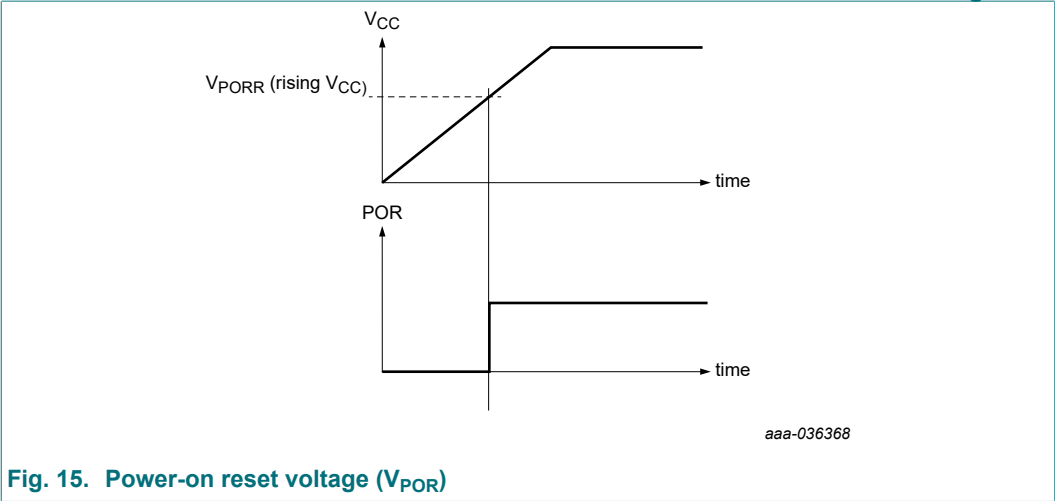 VCC
VPORR (rising VCC)
time
POR
time
aaa-036368
Fig. 15. Power-on reset voltage (VPOR)